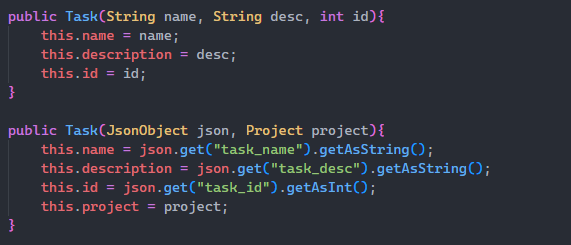 public Task(String name, String desc, int id){
    this.name = name;
    this.description = desc;
    this.id = id;
}

public Task(JsonObject json, Project project){
    this.name = json.get("task_name").getAsString();
    this.description = json.get("task_desc").getAsString();
    this.id = json.get("task_id").getAsInt();
    this.project = project;
}